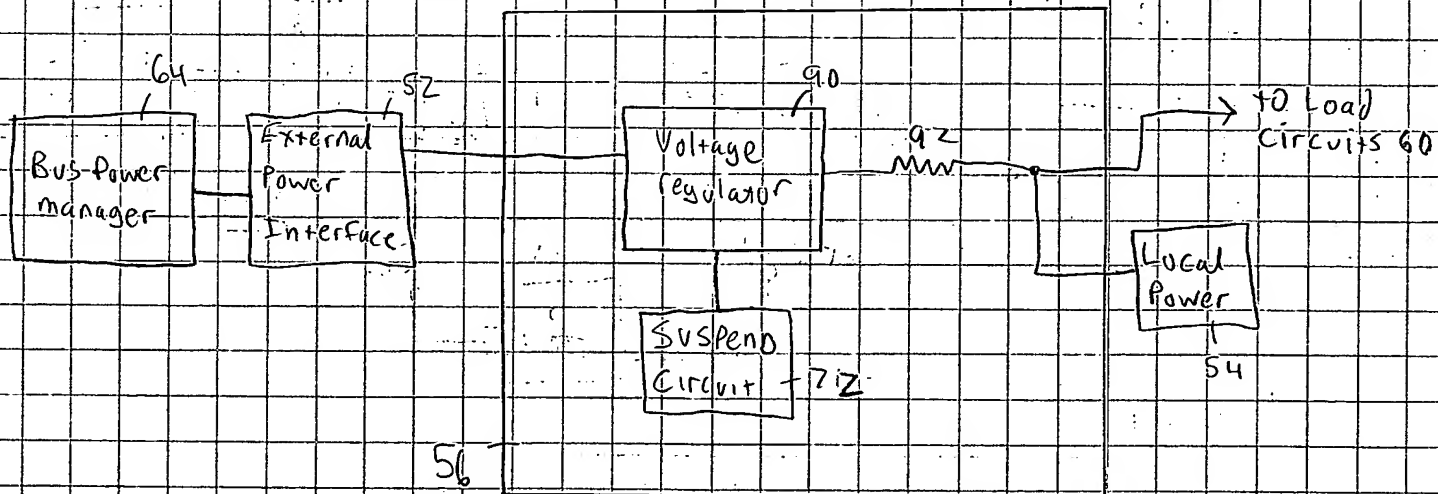 64
Bus-Power
manager
52
External
Power
Interface
90
Voltage
regulator
92
to Load
Circuits 60
Local
Power
54
Suspend
Circuit
72
56